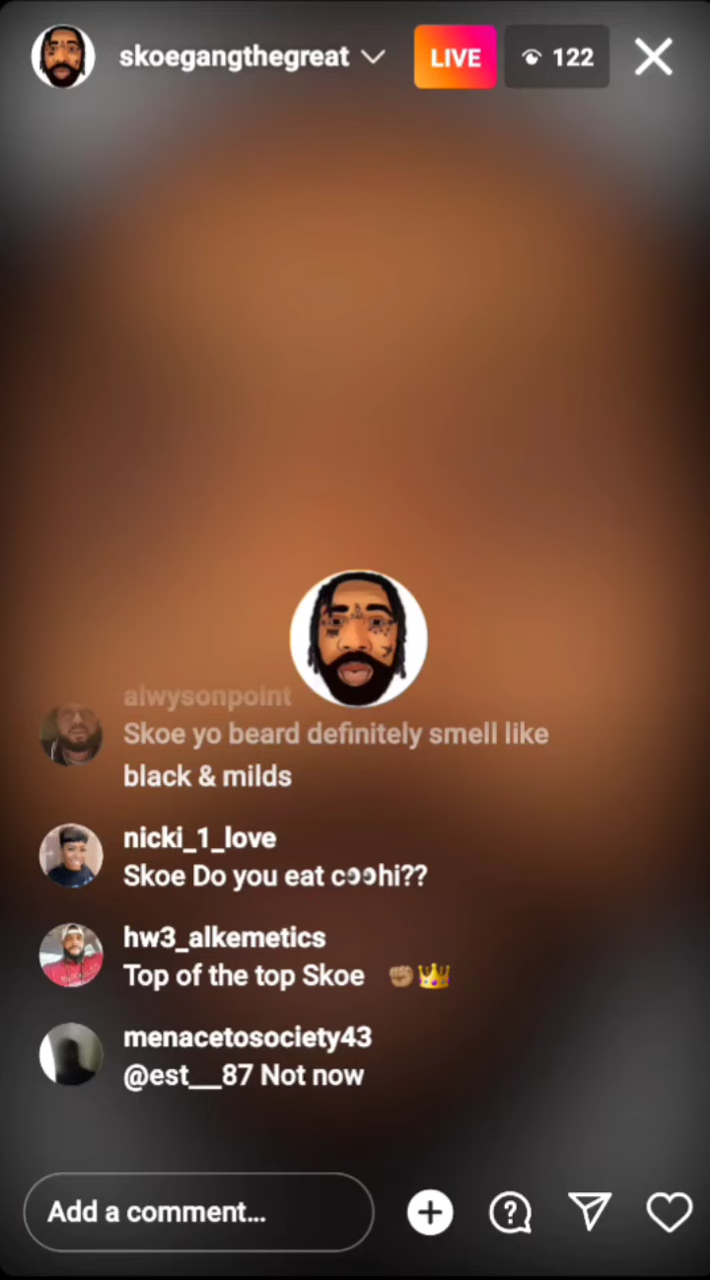 skoegangthegreat
LIVE
122
alwysonpoint
Skoe yo beard definitely smell like
black & milds
nicki_1_love
Skoe Do you eat c👀hi??
hw3_alkemetics
Top of the top Skoe ✊🏽👑
menacetosociety43
@est__87 Not now
Add a comment...